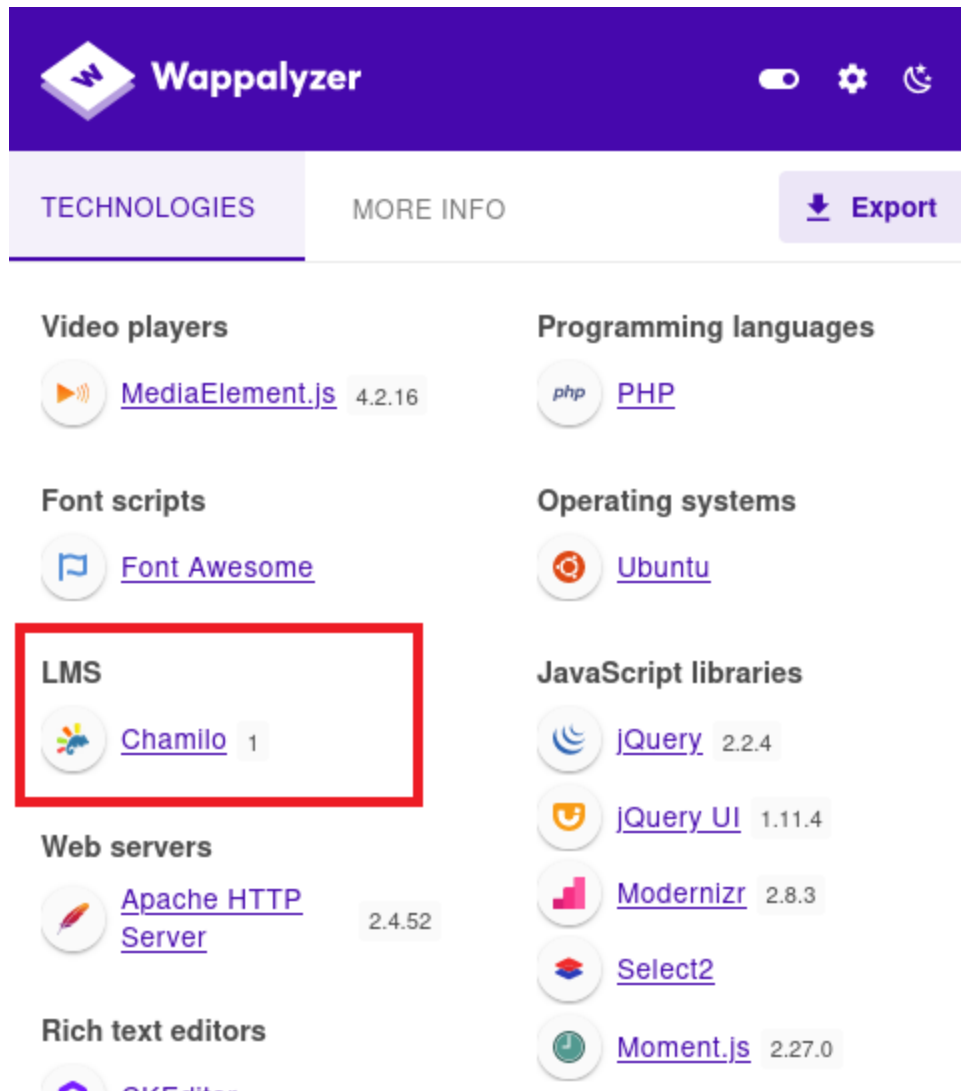 Wappalyzer
TECHNOLOGIES
MORE INFO
Export
Video players
MediaElement.js 4.2.16
Font scripts
Font Awesome
LMS
Chamilo 1
Web servers
Apache HTTP
Server 2.4.52
Rich text editors
CKEditor
Programming languages
php PHP
Operating systems
Ubuntu
JavaScript libraries
jQuery 2.2.4
jQuery UI 1.11.4
Modernizr 2.8.3
Select2
Moment.js 2.27.0